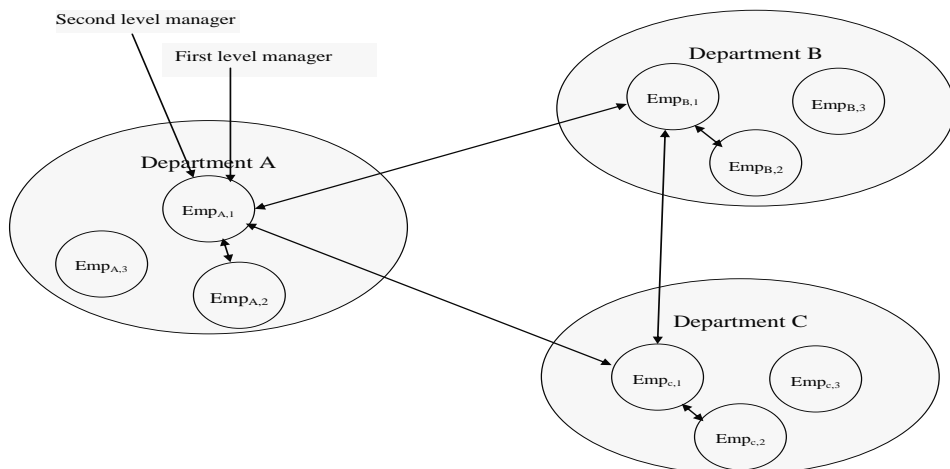 Second level manager
First level manager
Department A
Emp_A,1
Emp_A,3
Emp_A,2
Department B
Emp_B,1
Emp_B,3
Emp_B,2
Department C
Emp_c,1
Emp_c,3
Emp_c,2